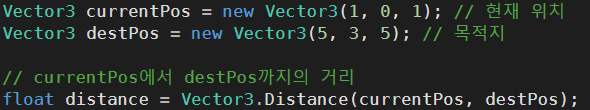 Vector3 currentPos = new Vector3(1, 0, 1); // 현재 위치
Vector3 destPos = new Vector3(5, 3, 5); // 목적지
// currentPos에서 destPos까지의 거리
float distance = Vector3.Distance(currentPos, destPos);